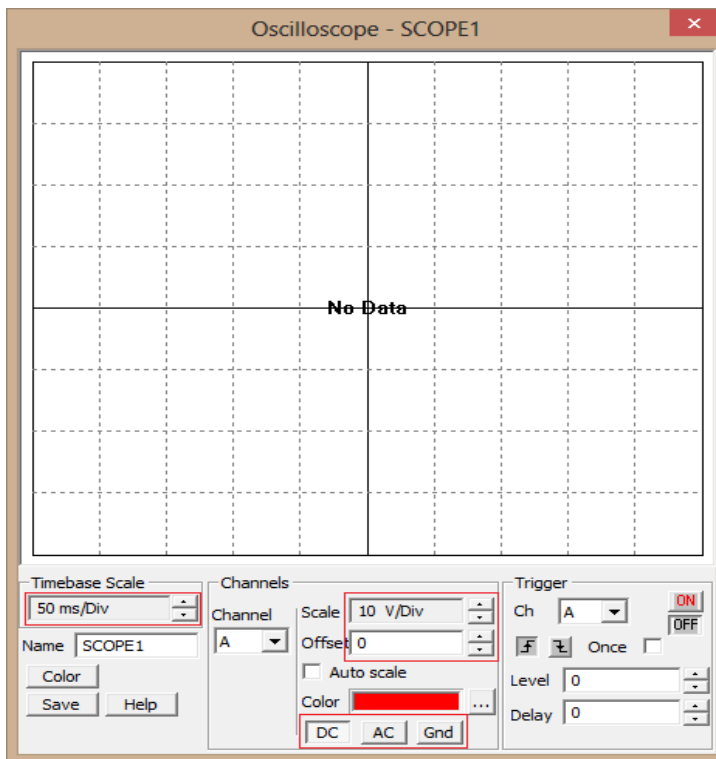 Oscilloscope - SCOPE1
No Data
Timebase Scale
50 ms/Div
Name SCOPE1
Color
Save Help
Channels
Channel
A
Scale 10 V/Div
Offset 0
Auto scale
Color ...
DC AC Gnd
Trigger
Ch A ON
OFF
Once
Level 0
Delay 0